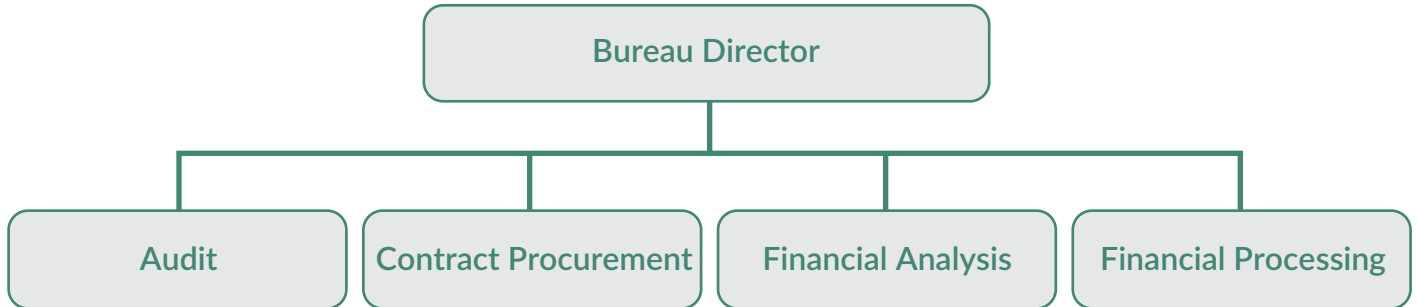 Bureau Director
Audit
Contract Procurement
Financial Analysis
Financial Processing